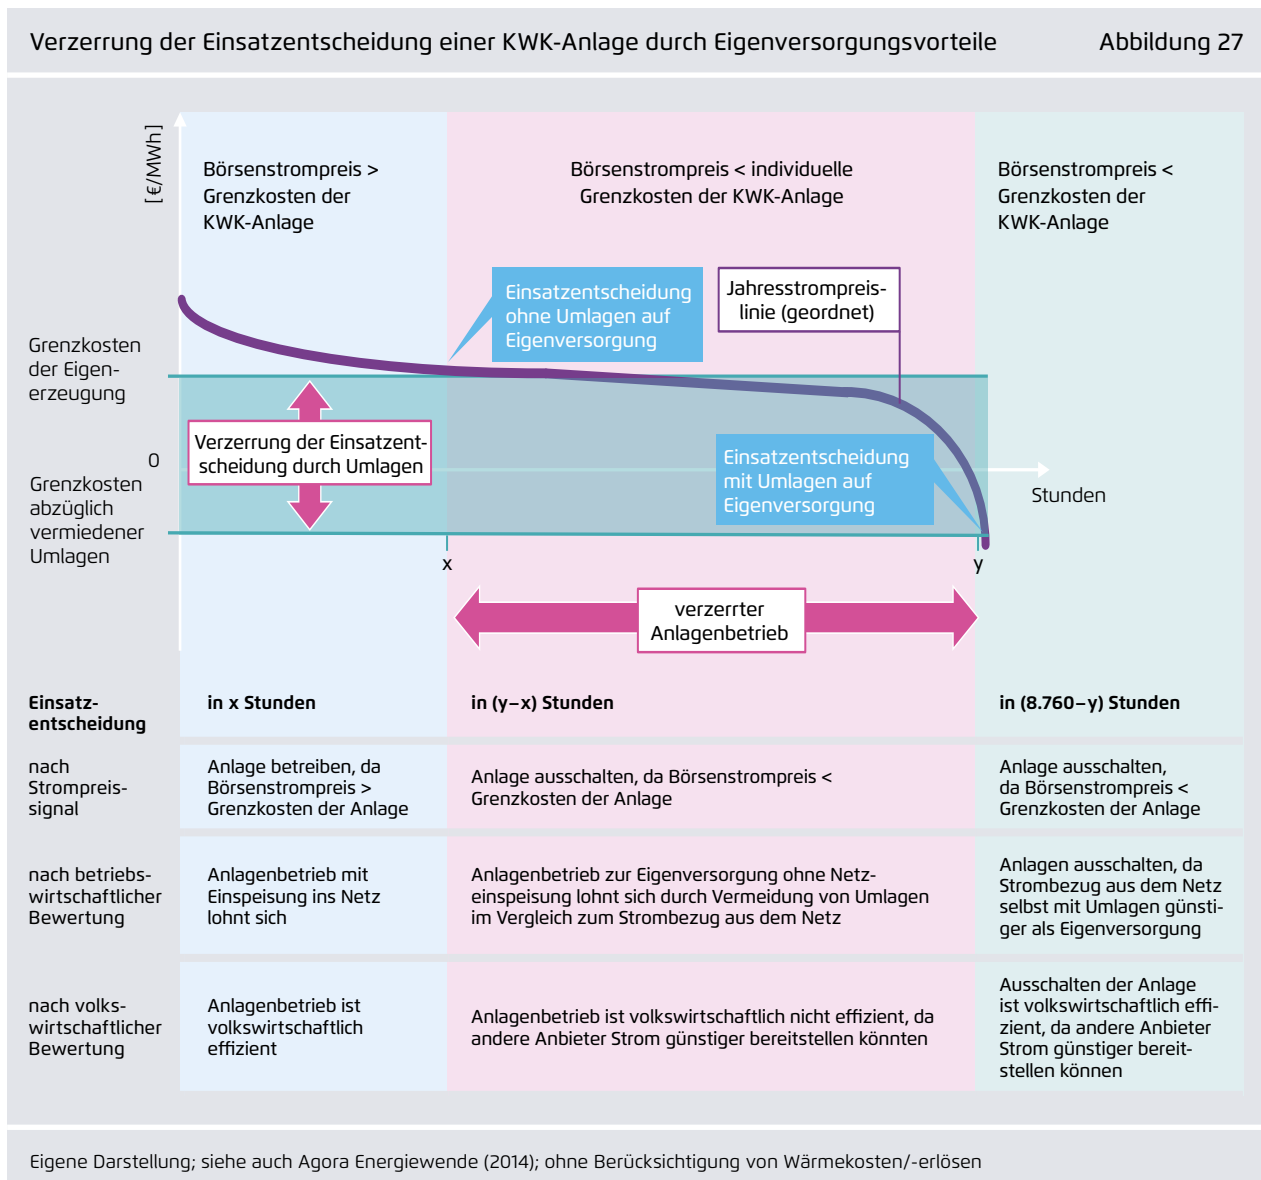 Verzerrung der Einsatzentscheidung einer KWK-Anlage durch Eigenversorgungsvorteile
Abbildung 27
[€/MWh]
Börsenstrompreis >
Grenzkosten der
KWK-Anlage
Börsenstrompreis < individuelle
Grenzkosten der KWK-Anlage
Börsenstrompreis <
Grenzkosten der
KWK-Anlage
Einsatzentscheidung
ohne Umlagen auf
Eigenversorgung
Jahresstrompreis-
linie (geordnet)
Grenzkosten
der Eigen-
erzeugung
Verzerrung der Einsatzent-
scheidung durch Umlagen
0
Einsatzentscheidung
mit Umlagen auf
Eigenversorgung
Stunden
Grenzkosten
abzüglich
vermiedener
Umlagen
x
y
verzerrter
Anlagenbetrieb
Einsatz-
entscheidung
in x Stunden
in (y–x) Stunden
in (8.760–y) Stunden
nach
Strompreis-
signal
Anlage betreiben, da
Börsenstrompreis >
Grenzkosten der Anlage
Anlage ausschalten, da Börsenstrompreis <
Grenzkosten der Anlage
Anlage ausschalten,
da Börsenstrompreis <
Grenzkosten der Anlage
nach betriebs-
wirtschaftlicher
Bewertung
Anlagenbetrieb mit
Einspeisung ins Netz
lohnt sich
Anlagenbetrieb zur Eigenversorgung ohne Netz-
einspeisung lohnt sich durch Vermeidung von Umlagen
im Vergleich zum Strombezug aus dem Netz
Anlagen ausschalten, da
Strombezug aus dem Netz
selbst mit Umlagen günsti-
ger als Eigenversorgung
nach volks-
wirtschaftlicher
Bewertung
Anlagenbetrieb ist
volkswirtschaftlich
effizient
Anlagenbetrieb ist volkswirtschaftlich nicht effizient, da
andere Anbieter Strom günstiger bereitstellen könnten
Ausschalten der Anlage
ist volkswirtschaftlich effi-
zient, da andere Anbieter
Strom günstiger bereit-
stellen können
Eigene Darstellung; siehe auch Agora Energiewende (2014); ohne Berücksichtigung von Wärmekosten/-erlösen